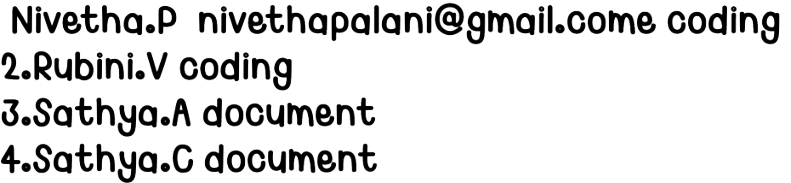 Nivetha.P nivethapalani@gmail.come coding
2.Rubini.V coding
3.Sathya.A document
4.Sathya.C document